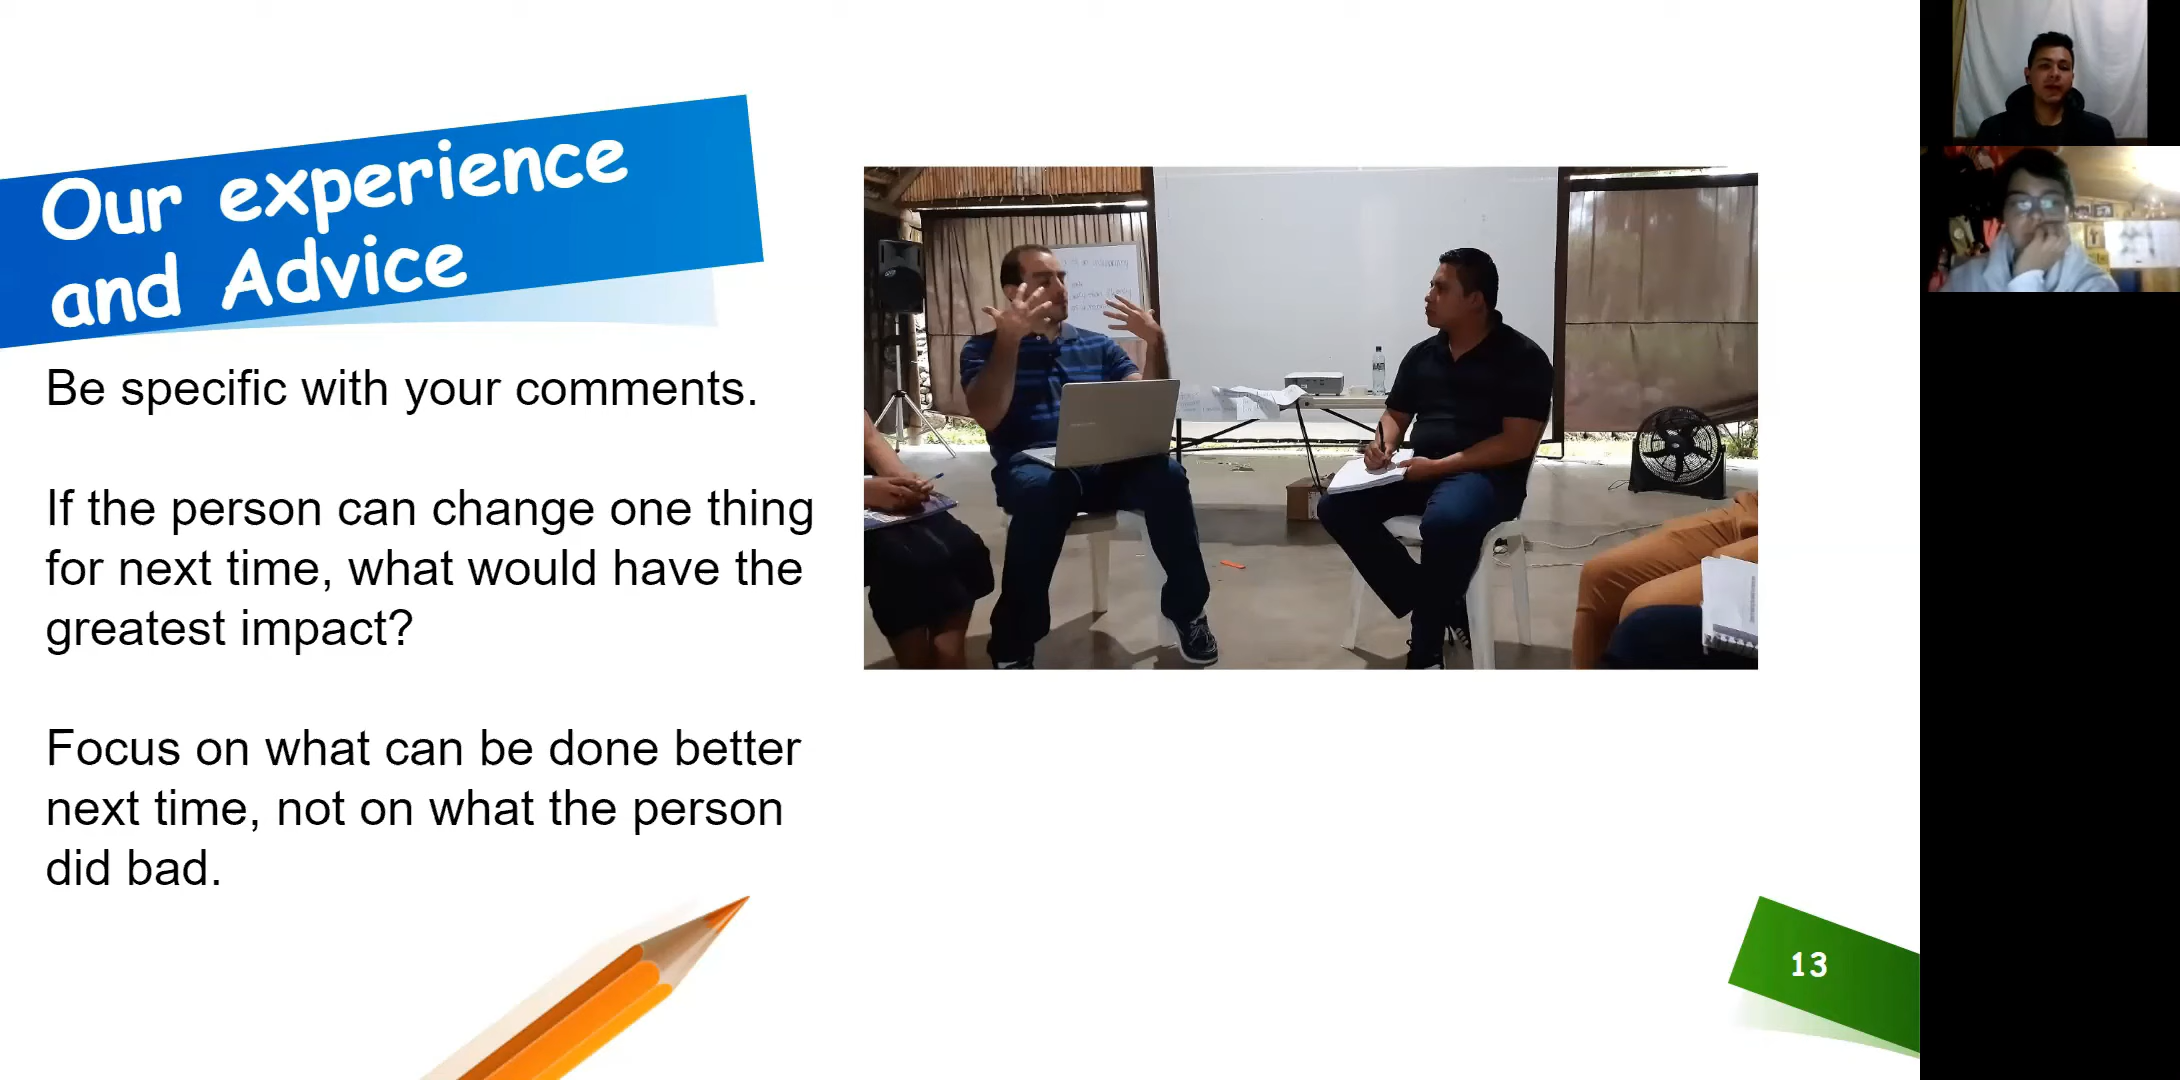 Our experience
and Advice
Be specific with your comments.
If the person can change one thing
for next time, what would have the
greatest impact?
Focus on what can be done better
next time, not on what the person
did bad.
13